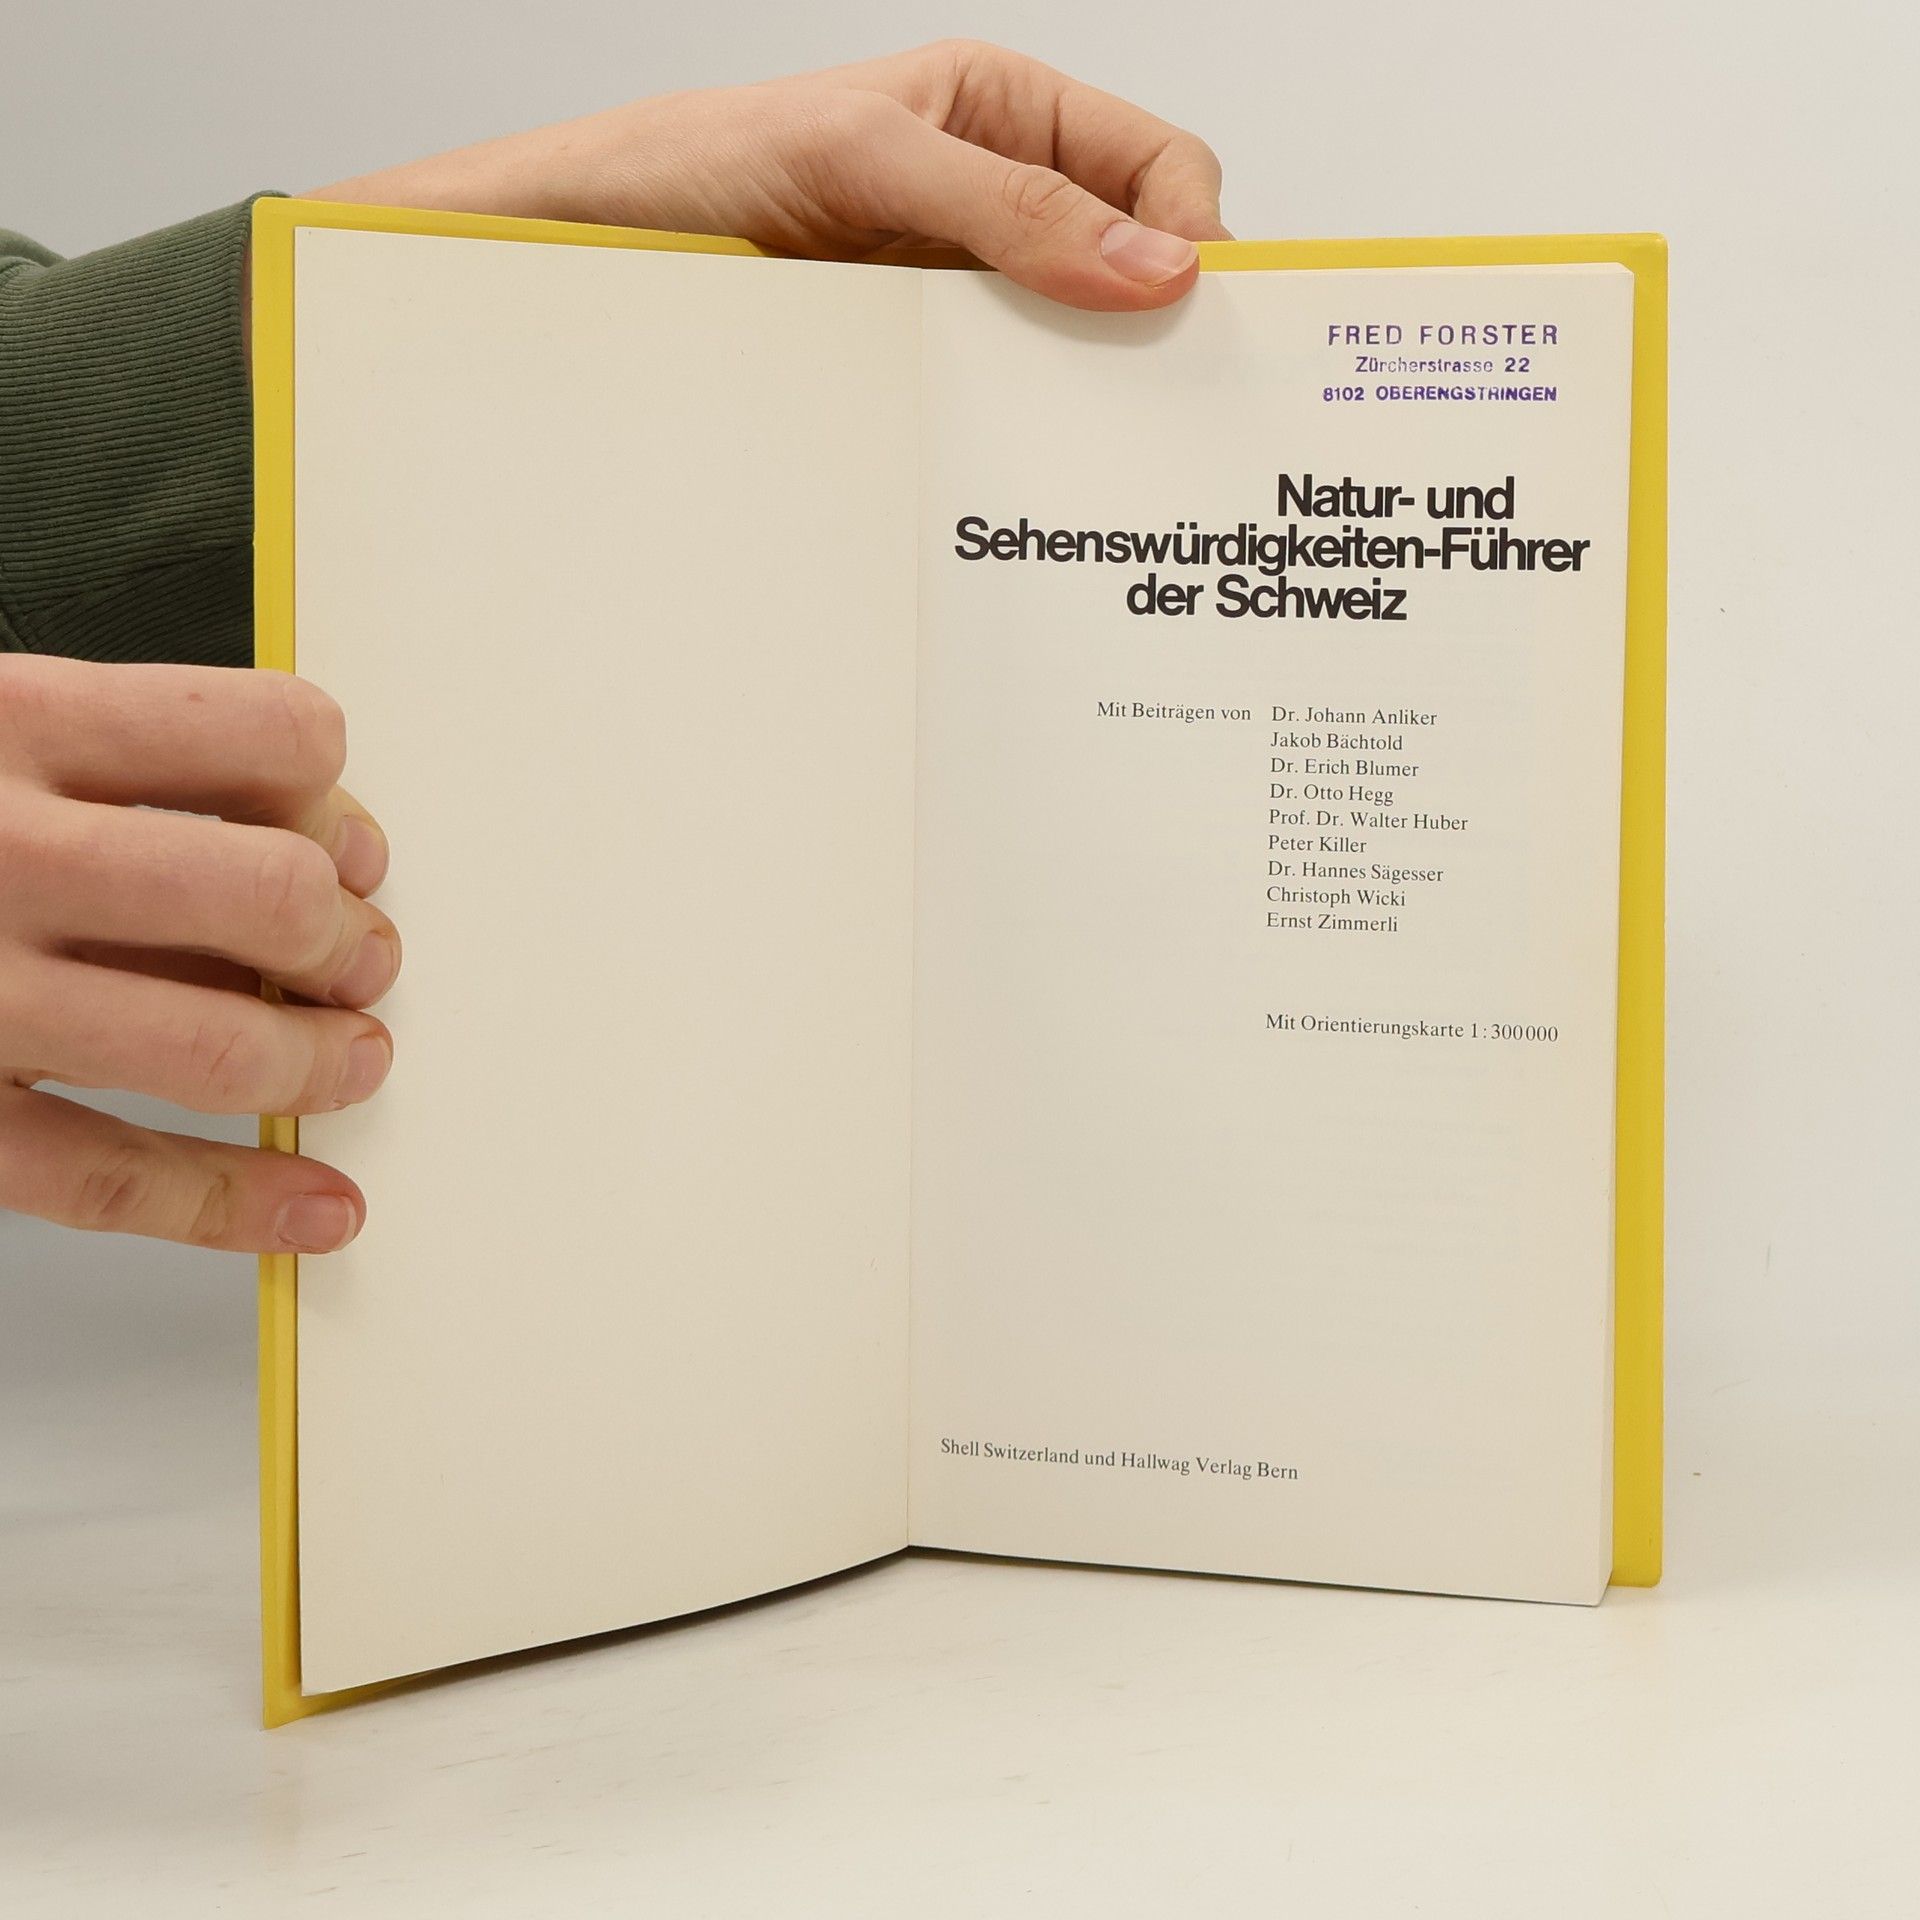 FRED FORSTER
Zürcherstrasse 22
8102 OBERENGSTRINGEN
Natur- und
Sehenswürdigkeiten-Führer
der Schweiz
Mit Beiträgen von Dr. Johann Anliker
Jakob Bächtold
Dr. Erich Blumer
Dr. Otto Hegg
Prof. Dr. Walter Huber
Peter Killer
Dr. Hannes Sägesser
Christoph Wicki
Ernst Zimmerli
Mit Orientierungskarte 1:300 000
Shell Switzerland und Hallwag Verlag Bern